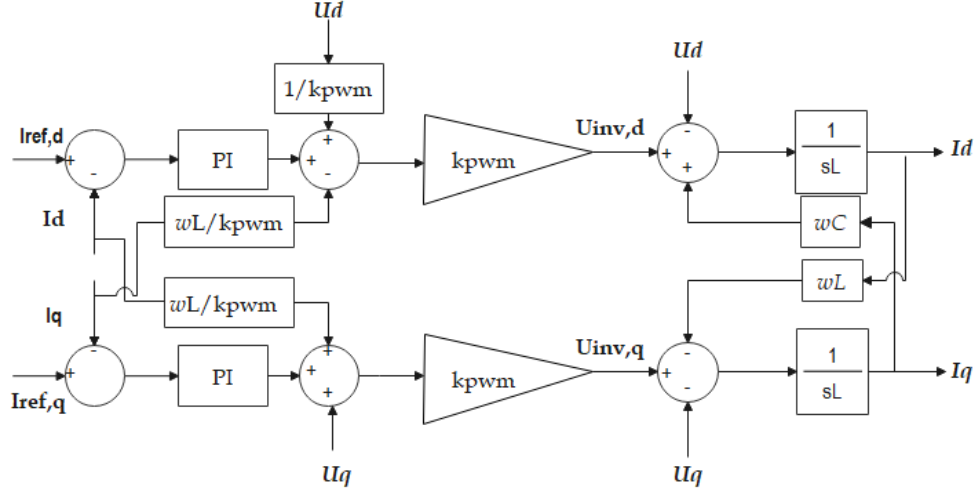 Ud
1/kpwm
Ud
Iref,d
+
-
PI
+
+
-
kpwm
Uinv,d
-
+
+
1
sL
Id
Id
wL/kpwm
wC
Iq
wL/kpwm
wL
-
+
Iref,q
PI
+
+
+
kpwm
Uinv,q
-
+
-
1
sL
Iq
Uq
Uq